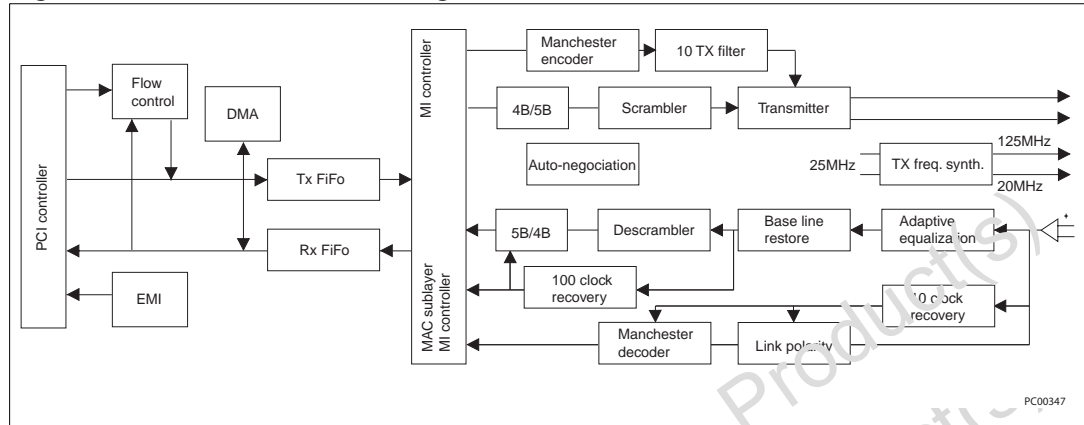 PCI controller
Flow
control
DMA
EMI
Tx FiFo
Rx FiFo
MI controller
MAC sublayer
MI controller
Manchester
encoder
10 TX filter
4B/5B
Scrambler
Transmitter
Auto-negociation
25MHz
TX freq. synth.
125MHz
20MHz
5B/4B
Descrambler
Base line
restore
Adaptive
equalization
+
100 clock
recovery
10 clock
recovery
Manchester
decoder
Link polarity
Product(s)
PC00347